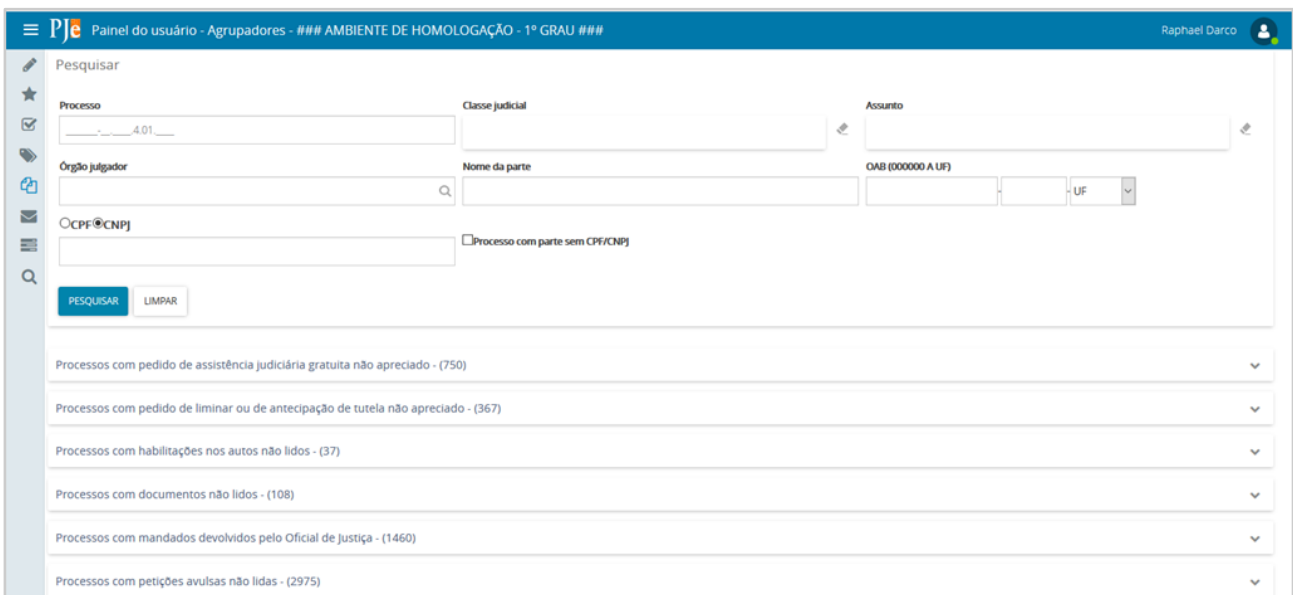 PJe Painel do usuário - Agrupadores - ### AMBIENTE DE HOMOLOGAÇÃO - 1º GRAU ### Raphael Darco
Pesquisar
Processo Classe judicial Assunto
_______-__.____.4.01.____
Órgão julgador Nome da parte OAB (000000 A UF)
- - UF
CPF CNPJ
Processo com parte sem CPF/CNPJ
PESQUISAR LIMPAR
Processos com pedido de assistência judiciária gratuita não apreciado - (750)
Processos com pedido de liminar ou de antecipação de tutela não apreciado - (367)
Processos com habilitações nos autos não lidos - (37)
Processos com documentos não lidos - (108)
Processos com mandados devolvidos pelo Oficial de Justiça - (1460)
Processos com petições avulsas não lidas - (2975)